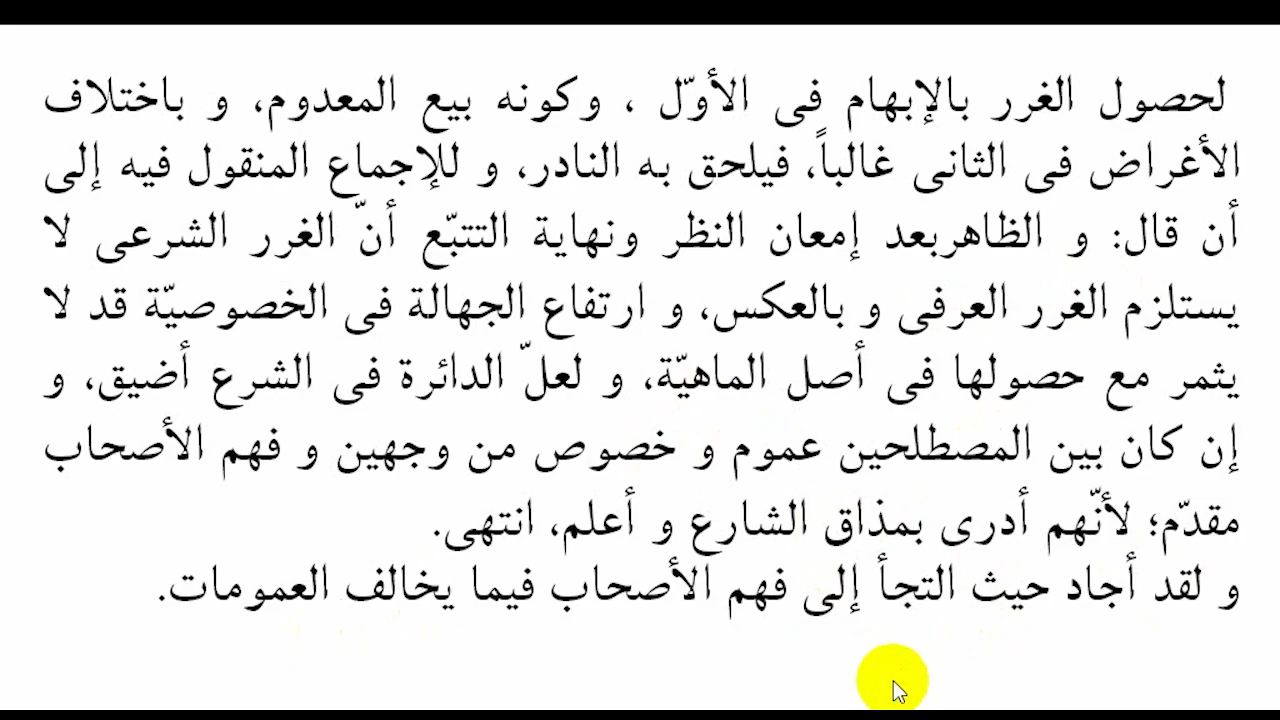 لحصول الغرر بالإبهام فى الأوّل ، وكونه بيع المعدوم، و باختلاف
الأغراض فى الثانى غالباً، فيلحق به النادر، و للإجماع المنقول فيه إلى
أن قال: و الظاهربعد إمعان النظر ونهاية التتبّع أنّ الغرر الشرعى لا
يستلزم الغرر العرفى و بالعكس، و ارتفاع الجهالة فى الخصوصيّة قد لا
يثمر مع حصولها فى أصل الماهيّة، و لعلّ الدائرة فى الشرع أضيق، و
إن كان بين المصطلحين عموم و خصوص من وجهين و فهم الأصحاب
مقدّم؛ لأنّهم أدرى بمذاق الشارع و أعلم، انتهى.
و لقد أجاد حيث التجأ إلى فهم الأصحاب فيما يخالف العمومات.